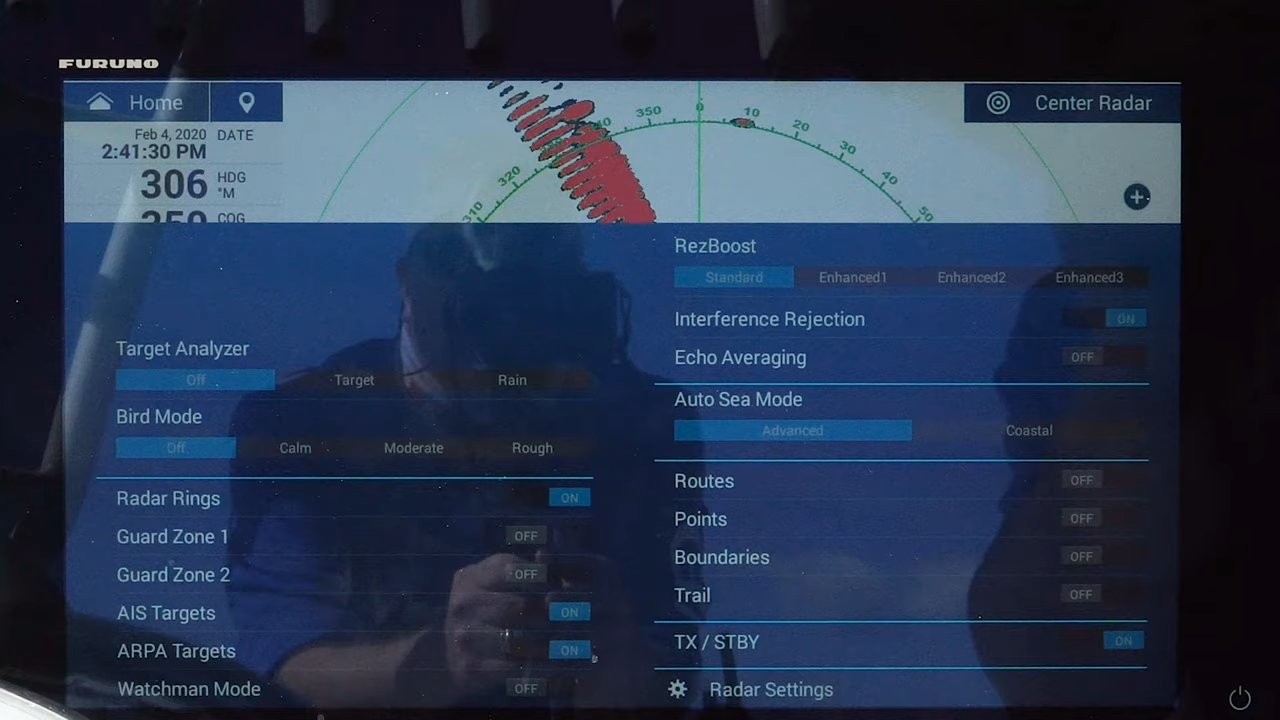 FURUNO
Home
Center Radar
Feb 4, 2020 DATE
2:41:30 PM
306 HDG °M
COG
310
320
350
0
10
20
30
40
50
RezBoost
Standard Enhanced1 Enhanced2 Enhanced3
Interference Rejection ON
Echo Averaging OFF
Auto Sea Mode
Advanced Coastal
Routes OFF
Points OFF
Boundaries OFF
Trail OFF
TX / STBY ON
Radar Settings
Target Analyzer
Off Target Rain
Bird Mode
Off Calm Moderate Rough
Radar Rings ON
Guard Zone 1 OFF
Guard Zone 2 OFF
AIS Targets ON
ARPA Targets ON
Watchman Mode OFF